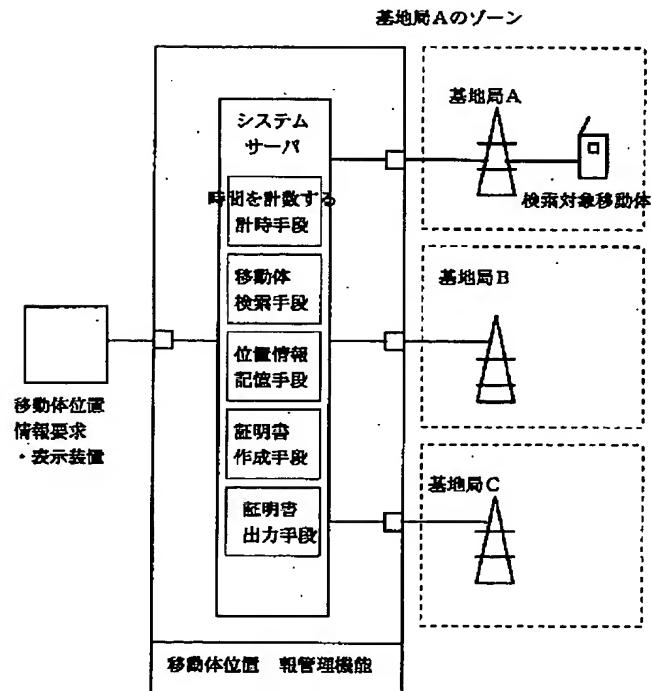 基地局Aのゾーン
基地局A
検索対象移動体
システム
サーバ
時間を計数する
計時手段
移動体
検索手段
位置情報
記憶手段
証明書
作成手段
証明書
出力手段
基地局B
基地局C
移動体位置
情報要求
・表示装置
移動体位置 報管理機能